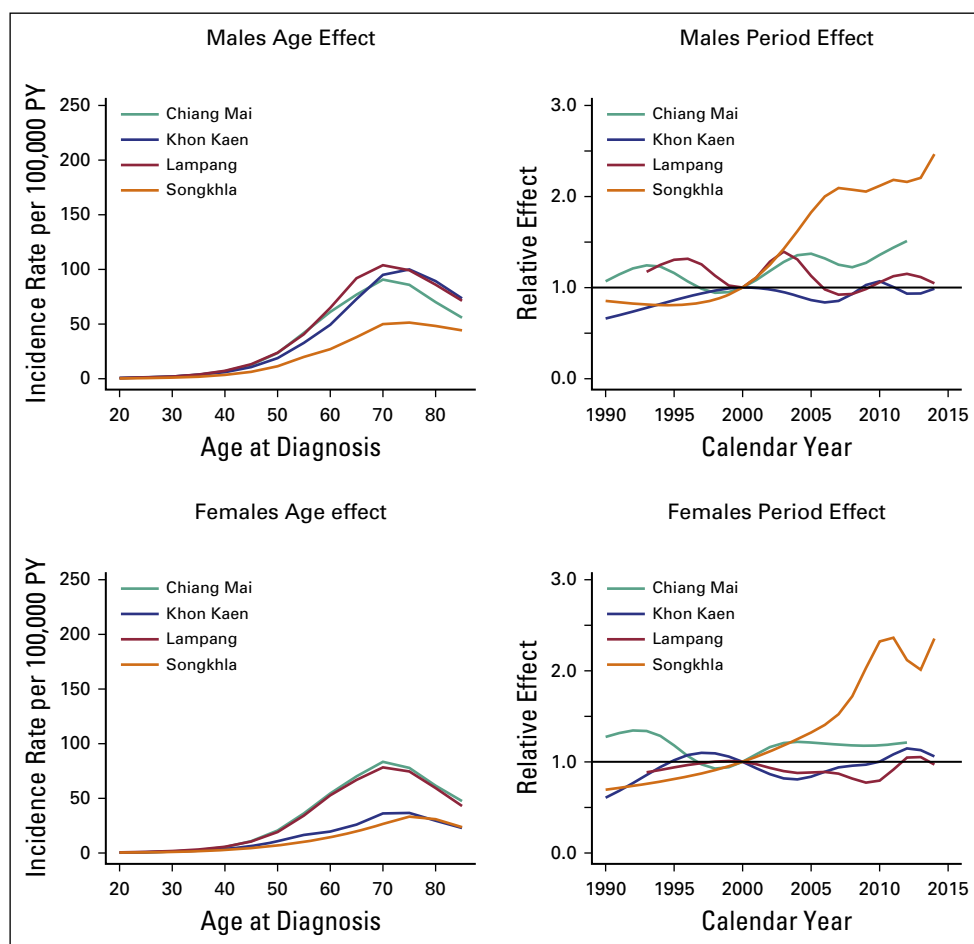 Males Age Effect
Incidence Rate per 100,000 PY
250
200
150
100
50
0
Chiang Mai
Khon Kaen
Lampang
Songkhla
20 30 40 50 60 70 80
Age at Diagnosis
Males Period Effect
Relative Effect
3.0
2.0
1.0
0.0
Chiang Mai
Khon Kaen
Lampang
Songkhla
1990 1995 2000 2005 2010 2015
Calendar Year
Females Age effect
Incidence Rate per 100,000 PY
250
200
150
100
50
0
Chiang Mai
Khon Kaen
Lampang
Songkhla
20 30 40 50 60 70 80
Age at Diagnosis
Females Period Effect
Relative Effect
3.0
2.0
1.0
0.0
Chiang Mai
Khon Kaen
Lampang
Songkhla
1990 1995 2000 2005 2010 2015
Calendar Year